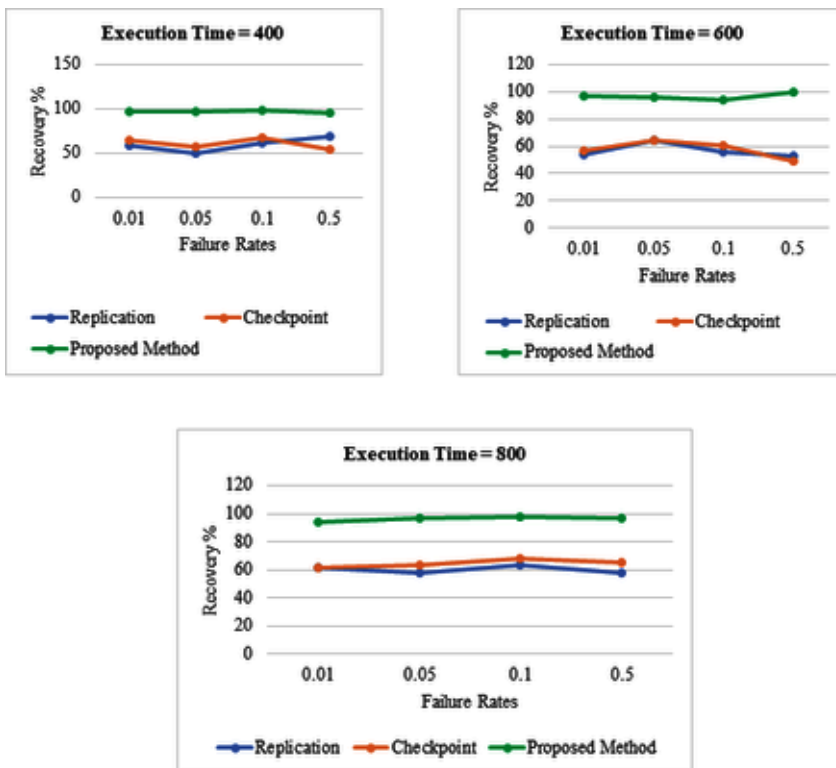 Execution Time = 400
150
100
50
0
Recovery %
0.01 0.05 0.1 0.5
Failure Rates
Replication Checkpoint
Proposed Method
Execution Time = 600
120
100
80
60
40
20
0
Recovery %
0.01 0.05 0.1 0.5
Failure Rates
Replication Checkpoint
Proposed Method
Execution Time = 800
120
100
80
60
40
20
0
Recovery %
0.01 0.05 0.1 0.5
Failure Rates
Replication Checkpoint Proposed Method